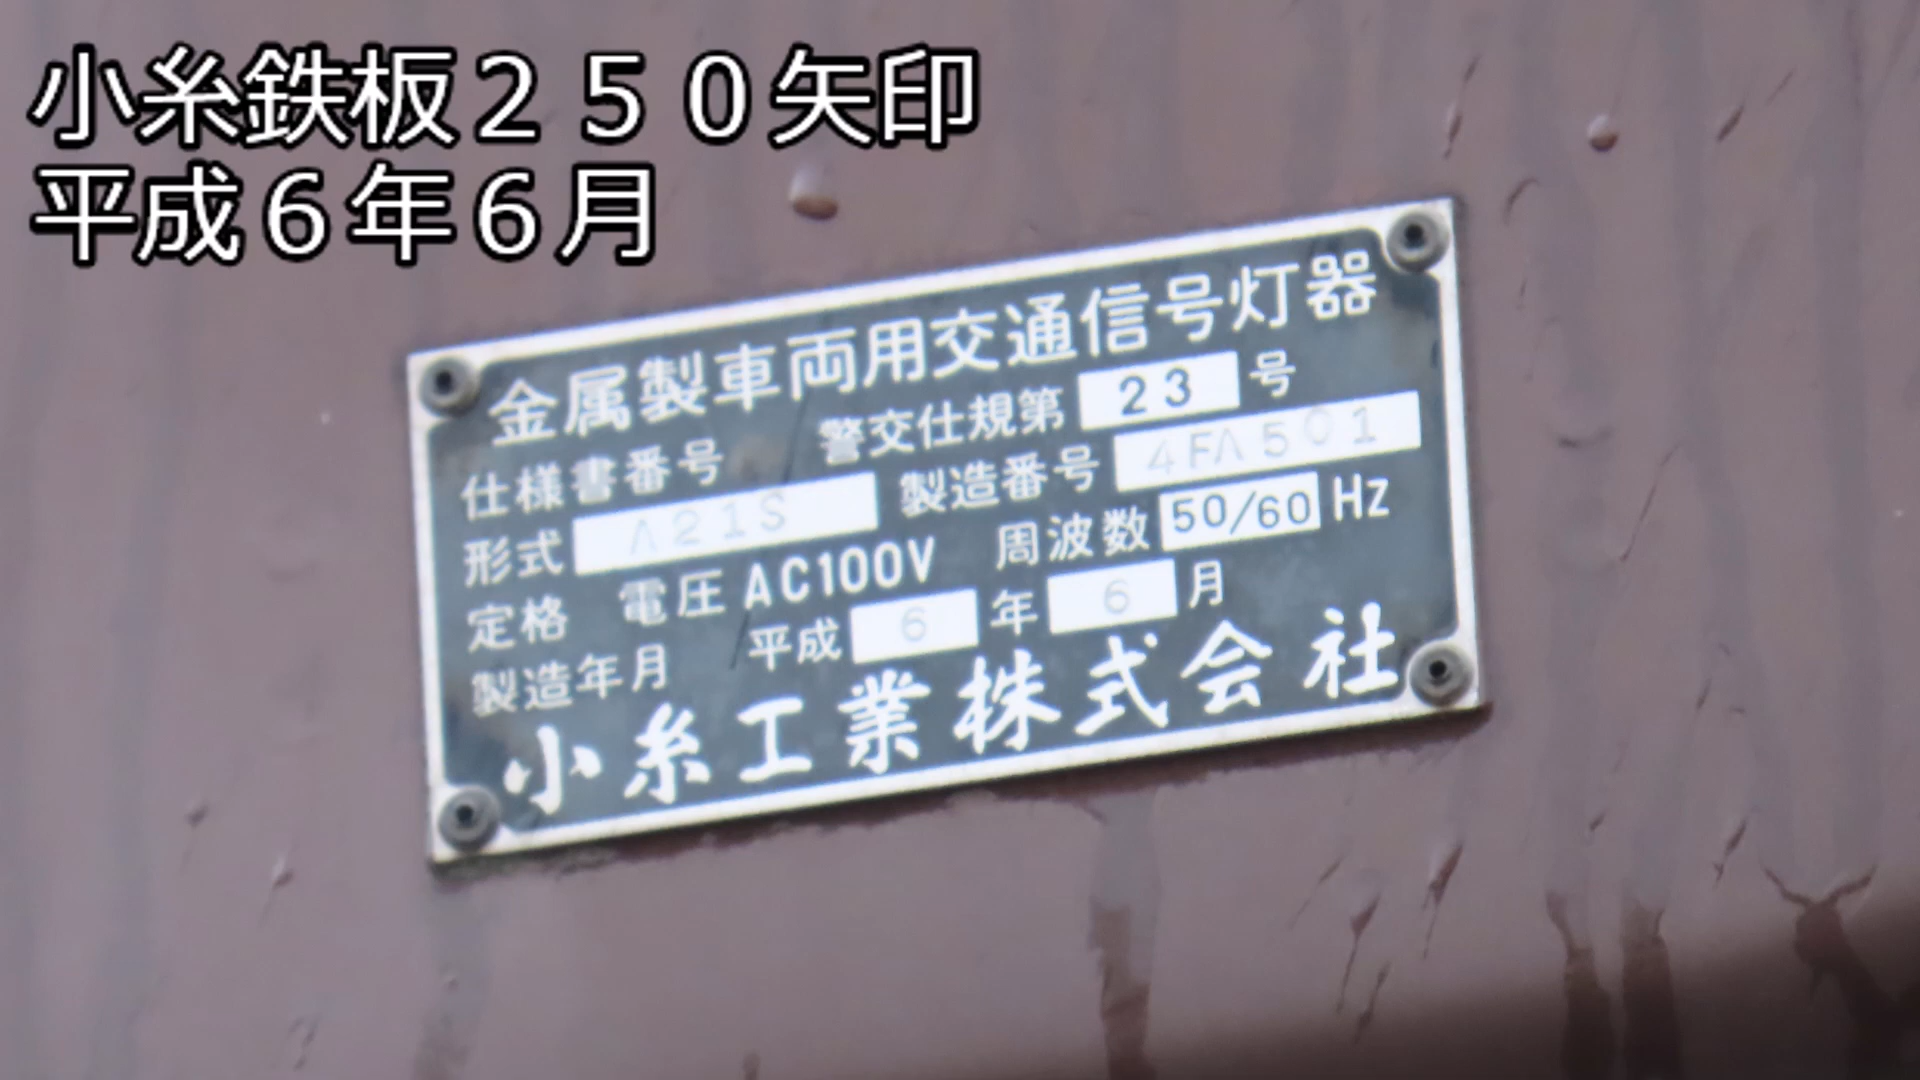 小糸鉄板２５０矢印
平成６年６月
金属製車両用交通信号灯器
仕様書番号 警交仕規第 23 号
形式 A21S 製造番号 4FA501
定格 電圧 AC100V 周波数 50/60 Hz
製造年月 平成 6 年 6 月
小糸工業株式会社